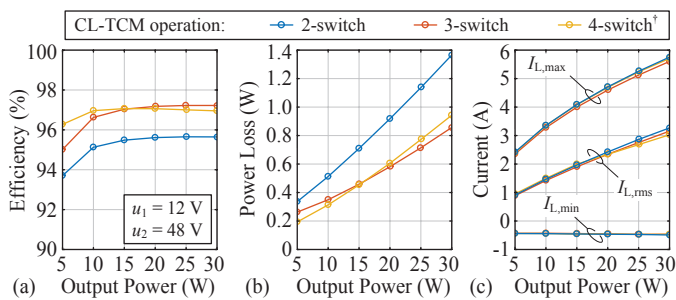 CL-TCM operation: 2-switch 3-switch 4-switch†
Efficiency (%)
100
98
96
94
92
90
u1 = 12 V
u2 = 48 V
5 10 15 20 25 30
(a) Output Power (W)
Power Loss (W)
1.4
1.2
1.0
0.8
0.6
0.4
0.2
0
5 10 15 20 25 30
(b) Output Power (W)
Current (A)
6
5
4
3
2
1
0
-1
IL,max
IL,rms
IL,min
5 10 15 20 25 30
(c) Output Power (W)